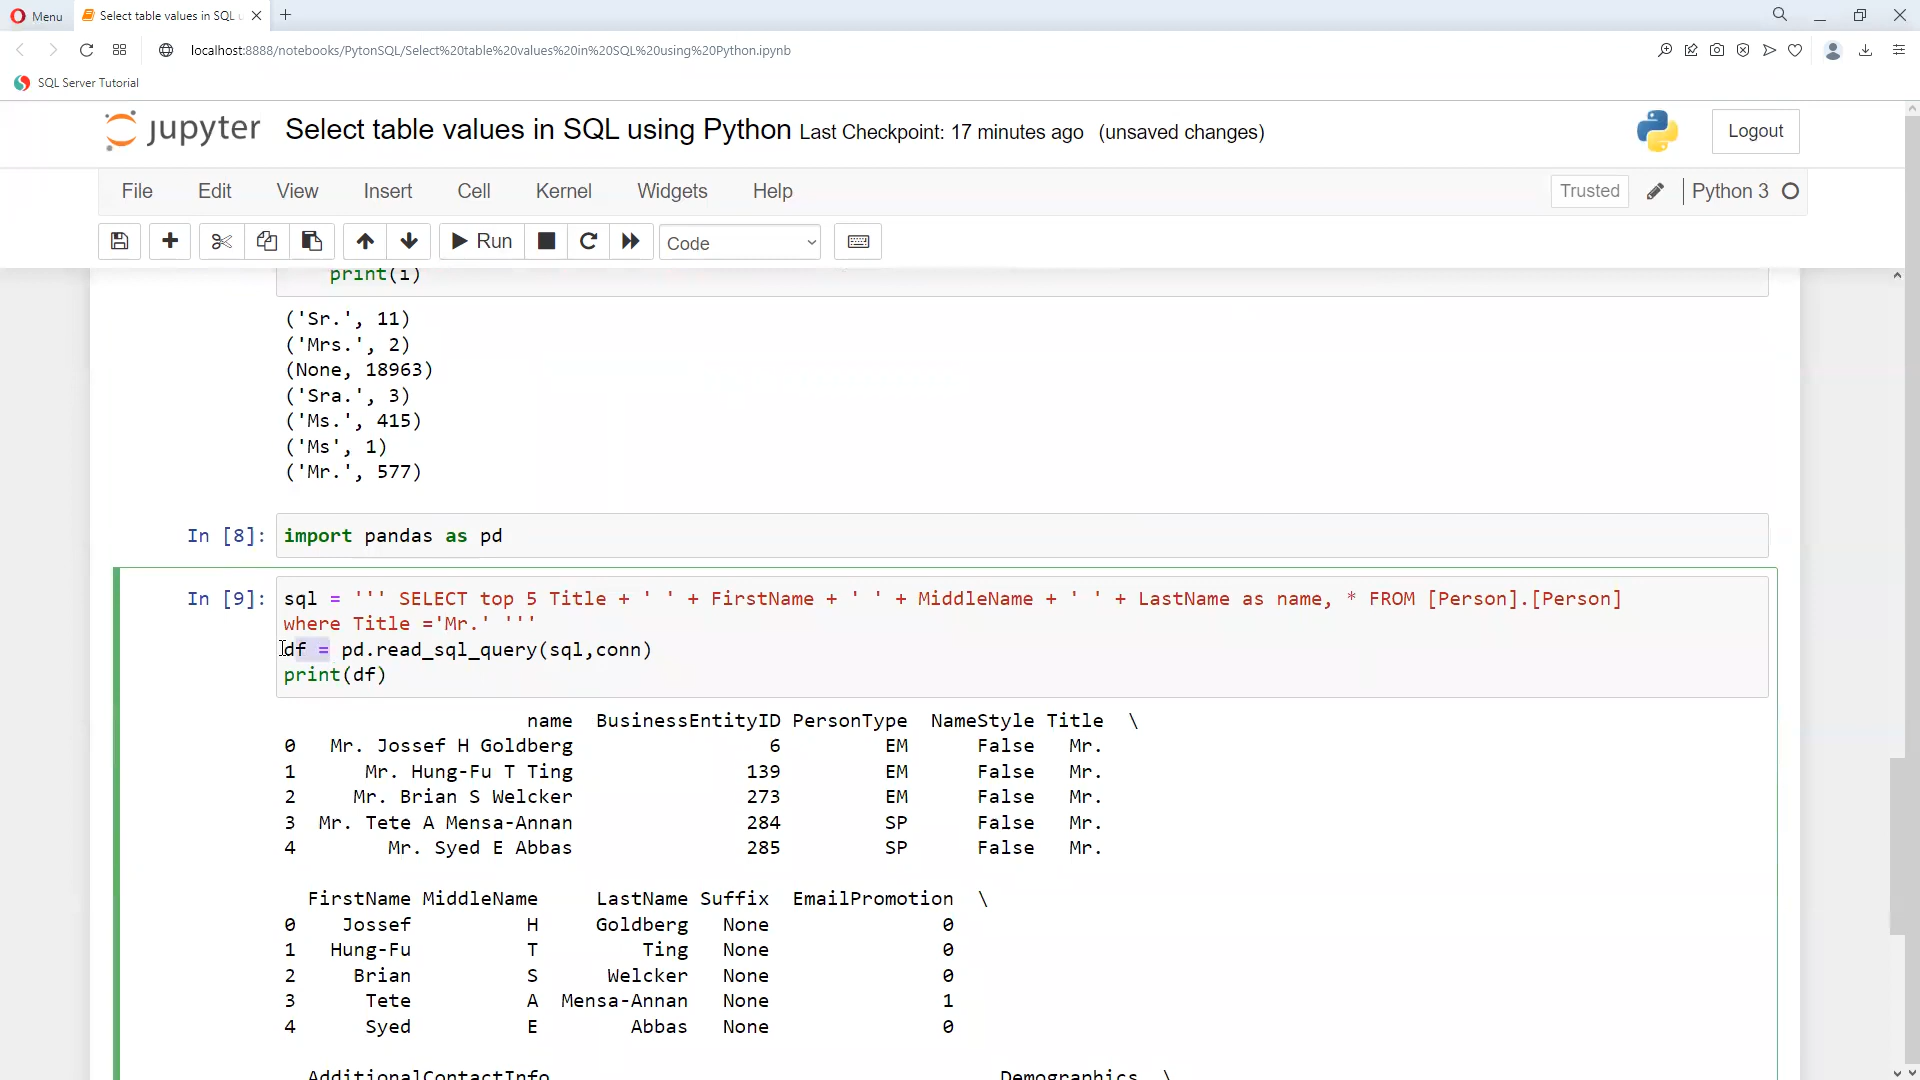 Menu
Select table values in SQL u
localhost:8888/notebooks/PytonSQL/Select%20table%20values%20in%20SQL%20using%20Python.ipynb
SQL Server Tutorial
jupyter Select table values in SQL using Python Last Checkpoint: 17 minutes ago (unsaved changes)
Logout
File Edit View Insert Cell Kernel Widgets Help
Trusted Python 3
Run Code
print(i)
('Sr.', 11)
('Mrs.', 2)
(None, 18963)
('Sra.', 3)
('Ms.', 415)
('Ms', 1)
('Mr.', 577)
In [8]: import pandas as pd
In [9]: sql = ''' SELECT top 5 Title + ' ' + FirstName + ' ' + MiddleName + ' ' + LastName as name, * FROM [Person].[Person]
where Title ='Mr.' '''
df = pd.read_sql_query(sql,conn)
print(df)
name BusinessEntityID PersonType NameStyle Title \
0 Mr. Jossef H Goldberg 6 EM False Mr.
1 Mr. Hung-Fu T Ting 139 EM False Mr.
2 Mr. Brian S Welcker 273 EM False Mr.
3 Mr. Tete A Mensa-Annan 284 SP False Mr.
4 Mr. Syed E Abbas 285 SP False Mr.
FirstName MiddleName LastName Suffix EmailPromotion \
0 Jossef H Goldberg None 0
1 Hung-Fu T Ting None 0
2 Brian S Welcker None 0
3 Tete A Mensa-Annan None 1
4 Syed E Abbas None 0
AdditionalContactInfo Demographics \